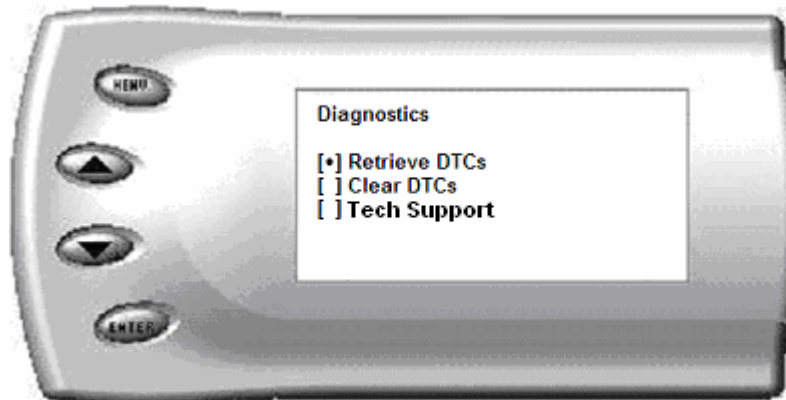 MENU
Diagnostics
[•] Retrieve DTCs
[ ] Clear DTCs
[ ] Tech Support
ENTER